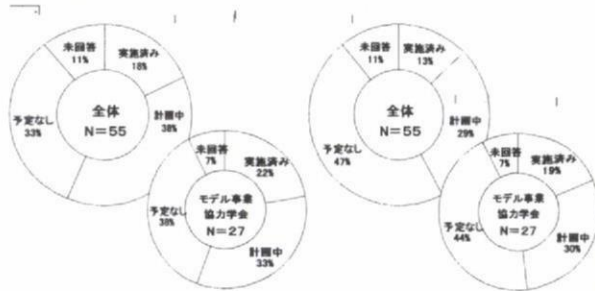 未回答
11%
実施済み
18%
全体
N=55
計画中
38%
予定なし
33%
未回答
7%
実施済み
22%
モデル事業
協力学会
N=27
予定なし
38%
計画中
33%
未回答
11%
実施済み
13%
全体
N=55
計画中
29%
予定なし
47%
未回答
7%
実施済み
19%
モデル事業
協力学会
N=27
予定なし
44%
計画中
30%